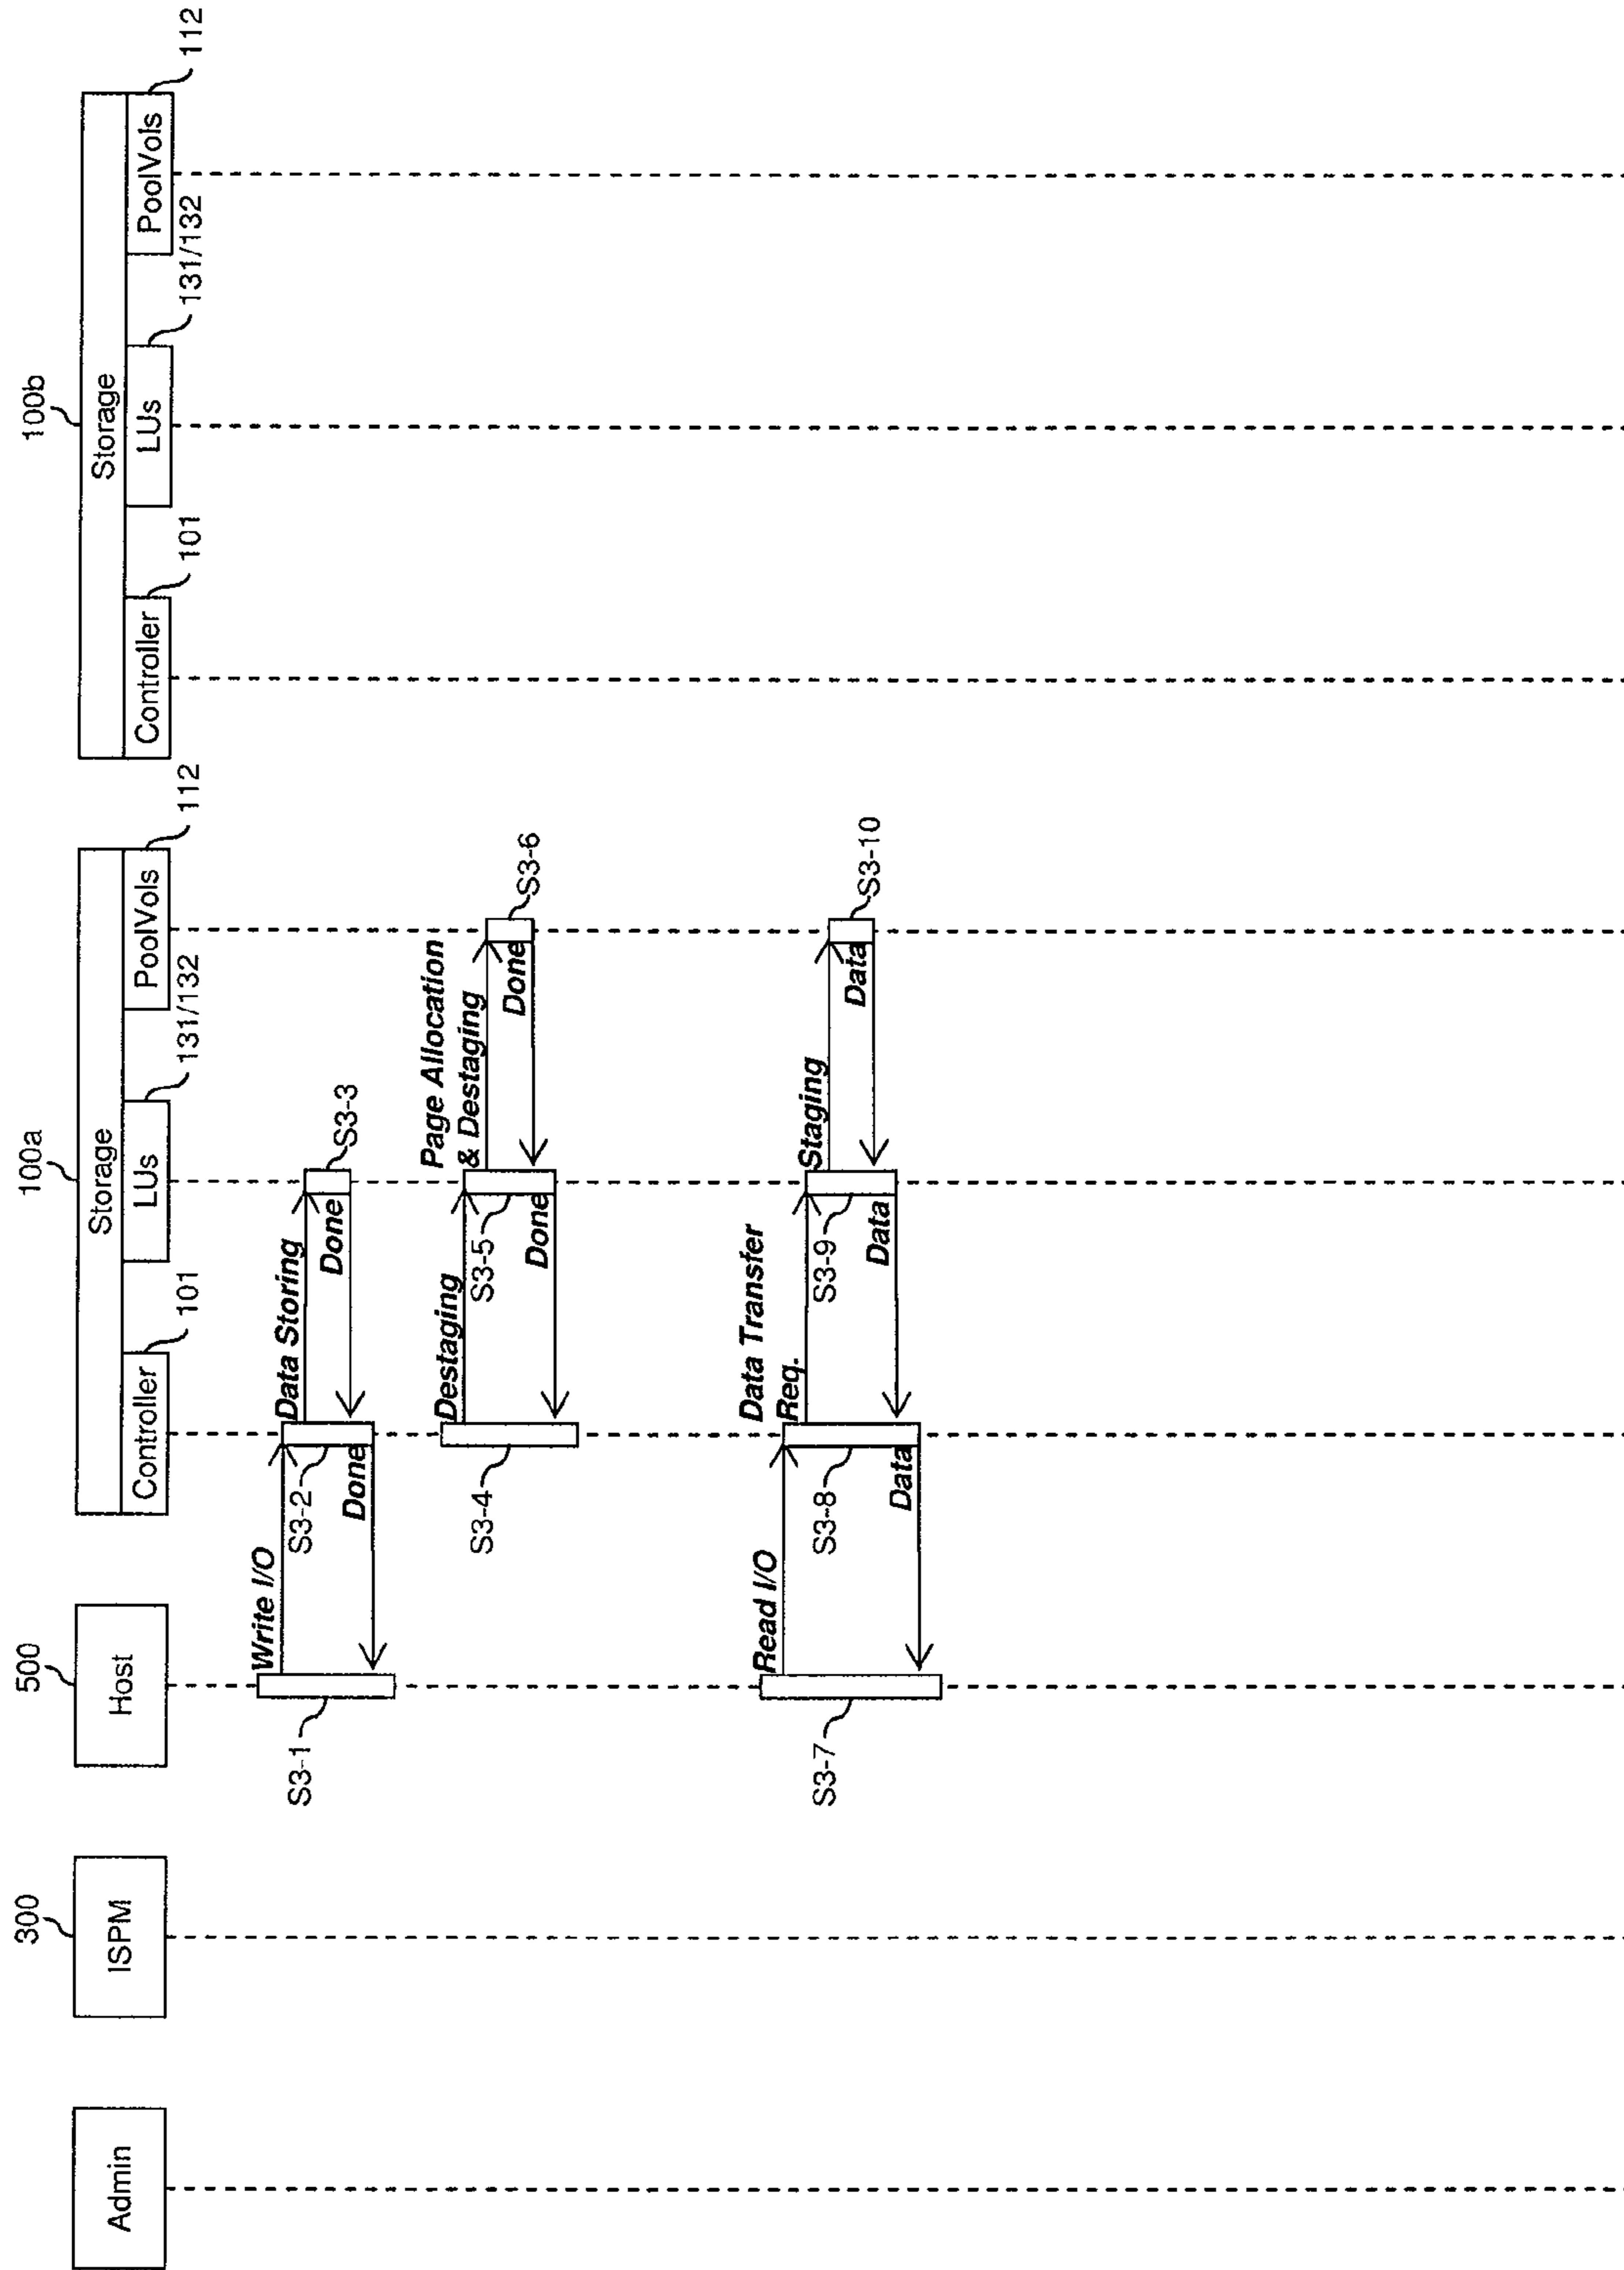 100a
100b
300
500
Storage
Storage
Admin
ISPM
Host
Controller
LUs
PoolVols
Controller
LUs
PoolVols
101
131/132
112
101
131/132
112
Write I/O
S3-1
Data Storing
S3-2
Done
Done
S3-3
Destaging
S3-4
Page Allocation
& Destaging
S3-5
Done
Done
S3-6
Read I/O
S3-7
Data Transfer
Req.
S3-8
Data
Staging
S3-9
Data
Data
S3-10